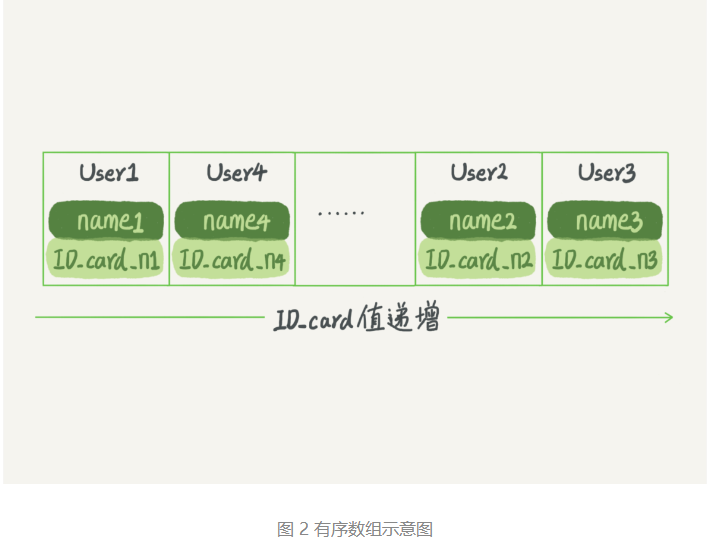 User1 User4 User2 User3
name1 name4 ...... name2 name3
ID_card_n1 ID_card_n4 ID_card_n2 ID_card_n3
ID_card值递增
图 2 有序数组示意图